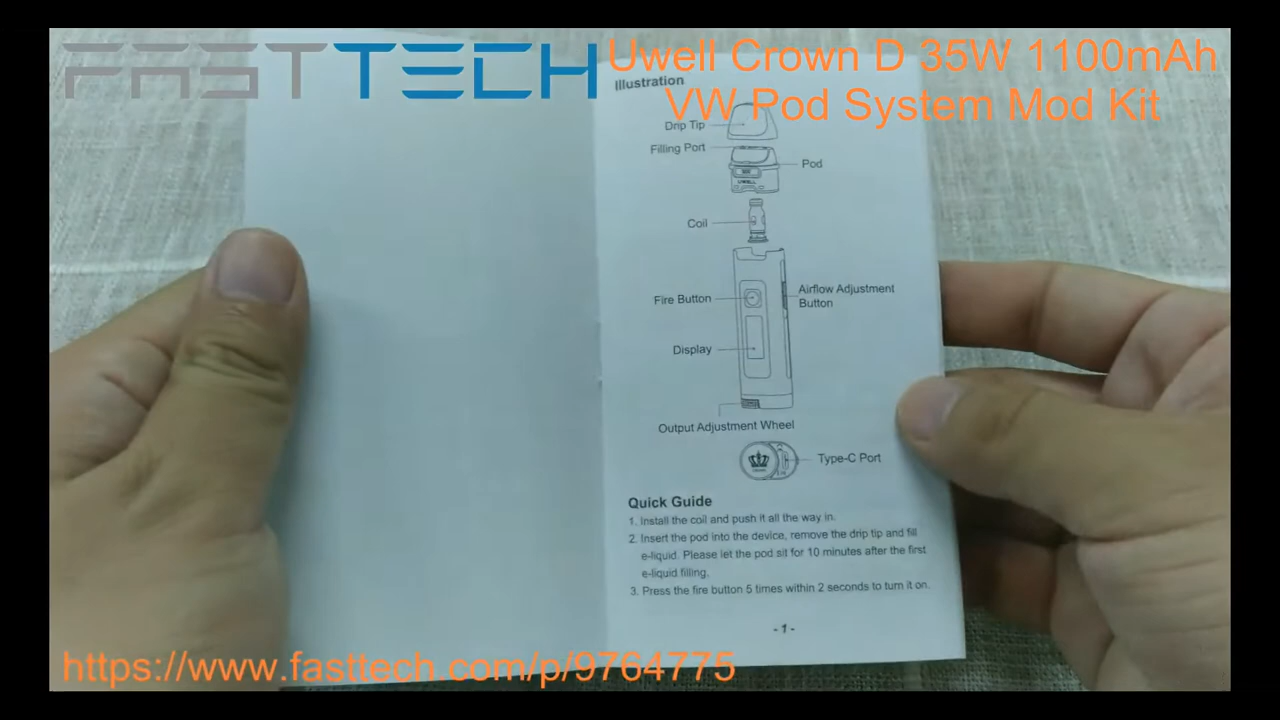 FASTTECH
Uwell Crown D 35W 1100mAh
VW Pod System Mod Kit
Illustration
Drip Tip
Filling Port
Pod
UWELL
Coil
Fire Button
Airflow Adjustment
Button
Display
Output Adjustment Wheel
Type-C Port
Quick Guide
1. Install the coil and push it all the way in.
2. Insert the pod into the device, remove the drip tip and fill
e-liquid. Please let the pod sit for 10 minutes after the first
e-liquid filling.
3. Press the fire button 5 times within 2 seconds to turn it on.
- 1 -
https://www.fasttech.com/p/9764775